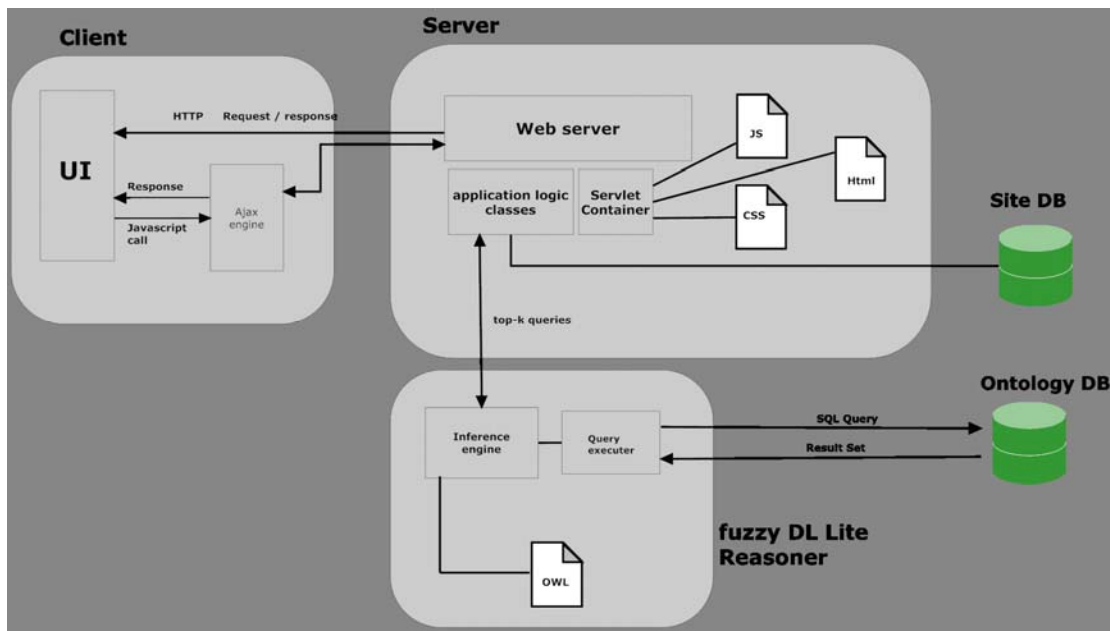 Client
Server
HTTP Request / response
Web server
JS
UI
Html
Response
application logic
classes
Servlet
Container
Ajax
engine
CSS
Javascript
call
Site DB
top-k queries
Ontology DB
Inference
engine
Query
executer
SQL Query
Result Set
fuzzy DL Lite
Reasoner
OWL